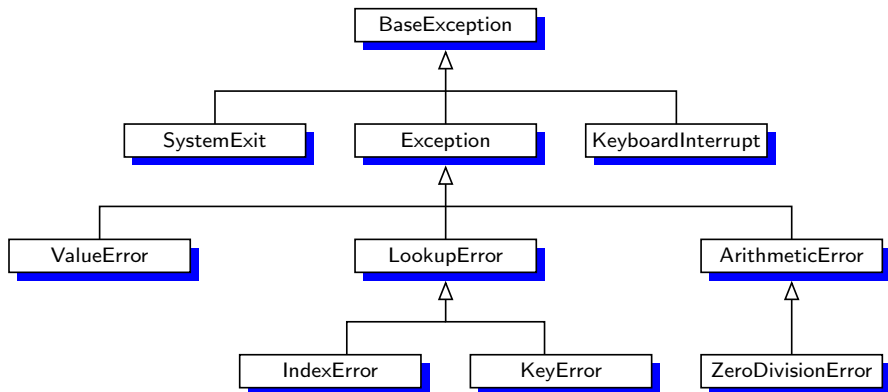 BaseException
SystemExit
Exception
KeyboardInterrupt
ValueError
LookupError
ArithmeticError
IndexError
KeyError
ZeroDivisionError